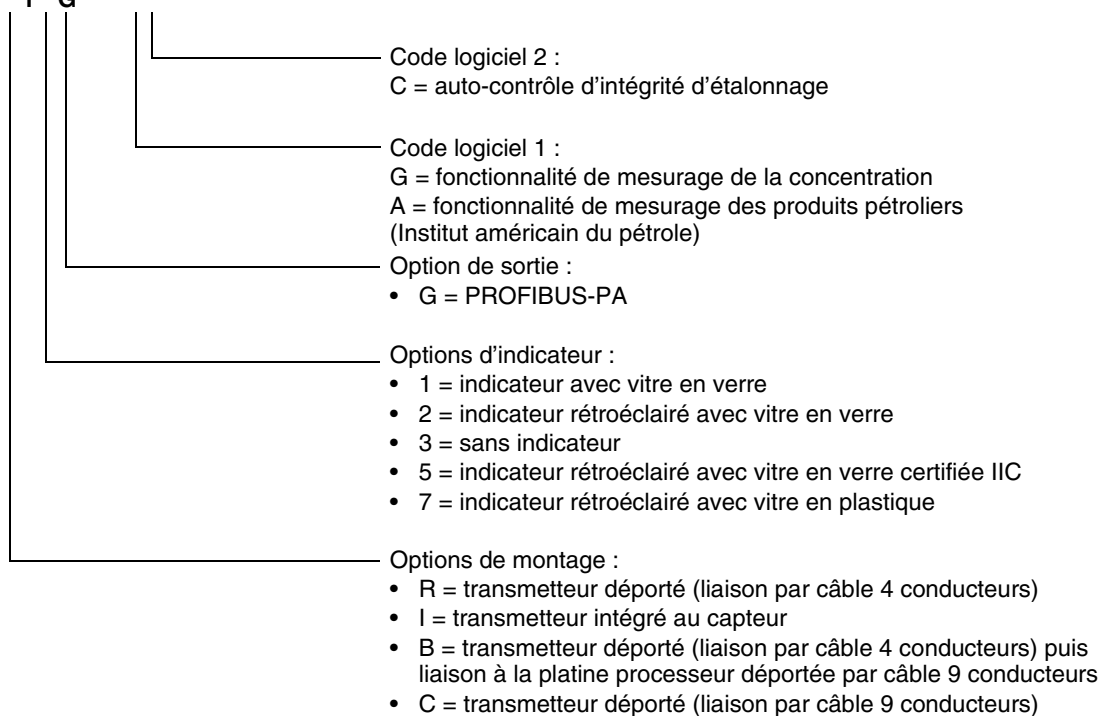 Code logiciel 2 :
C = auto-contrôle d’intégrité d’étalonnage
Code logiciel 1 :
G = fonctionnalité de mesurage de la concentration
A = fonctionnalité de mesurage des produits pétroliers
(Institut américain du pétrole)
Option de sortie :
• G = PROFIBUS-PA
Options d’indicateur :
• 1 = indicateur avec vitre en verre
• 2 = indicateur rétroéclairé avec vitre en verre
• 3 = sans indicateur
• 5 = indicateur rétroéclairé avec vitre en verre certifiée IIC
• 7 = indicateur rétroéclairé avec vitre en plastique
Options de montage :
• R = transmetteur déporté (liaison par câble 4 conducteurs)
• I = transmetteur intégré au capteur
• B = transmetteur déporté (liaison par câble 4 conducteurs) puis
liaison à la platine processeur déportée par câble 9 conducteurs
• C = transmetteur déporté (liaison par câble 9 conducteurs)